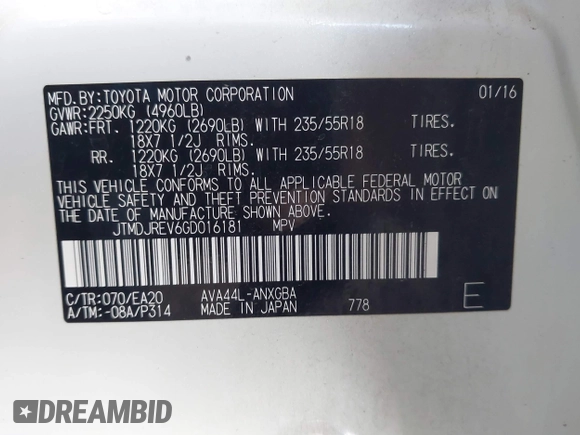 MFD.BY:TOYOTA MOTOR CORPORATION 01/16
GVWR:2250KG (4960LB)
GAWR:FRT. 1220KG (2690LB) WITH 235/55R18 TIRES.
18X7 1/2J RIMS.
RR. 1220KG (2690LB) WITH 235/55R18 TIRES.
18X7 1/2J RIMS.
THIS VEHICLE CONFORMS TO ALL APPLICABLE FEDERAL MOTOR
VEHICLE SAFETY AND THEFT PREVENTION STANDARDS IN EFFECT ON
THE DATE OF MANUFACTURE SHOWN ABOVE.
JTMDJREV6GD016181 MPV
C/TR:070/EA20 AVA44L-ANXGBA
A/TM:-08A/P314 MADE IN JAPAN 778 E
DREAMBID